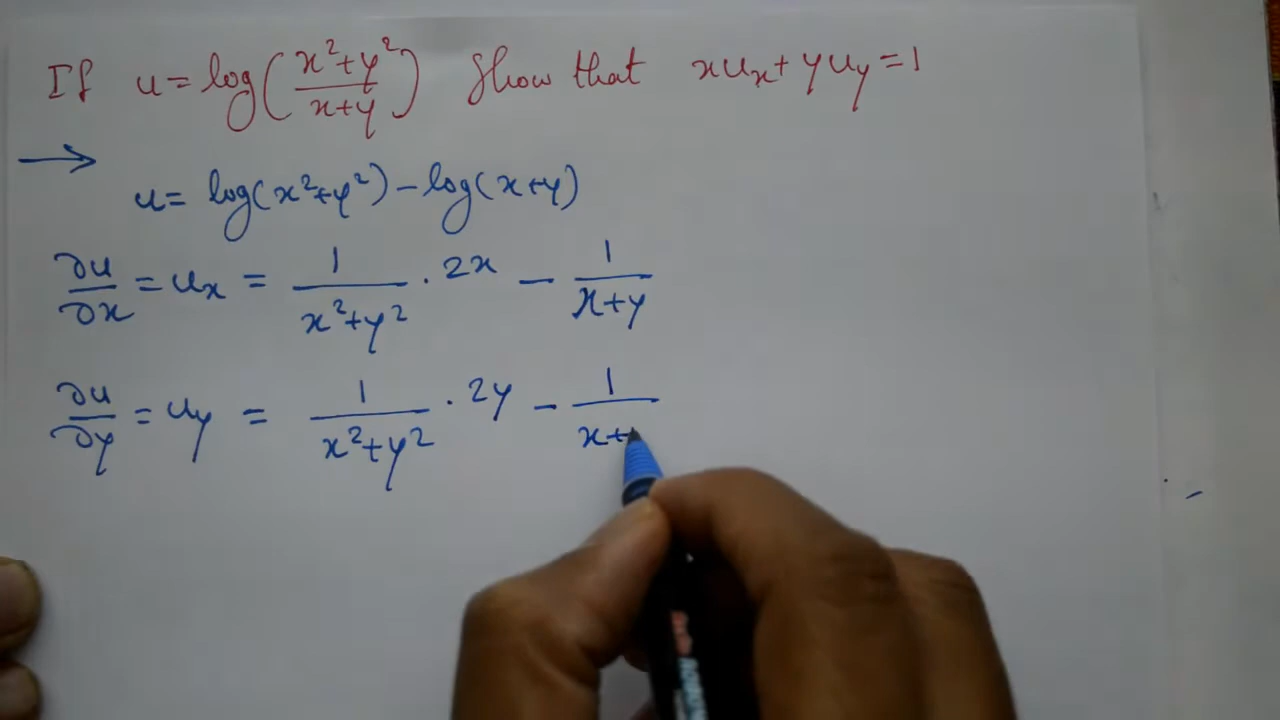 If u = log(x²+y²/x+y) Show that xuₓ + yu_y = 1
→
u = log(x²+y²) - log(x+y)
∂u/∂x = uₓ = 1/x²+y² · 2x - 1/x+y
∂u/∂y = u_y = 1/x²+y² · 2y - 1/x+